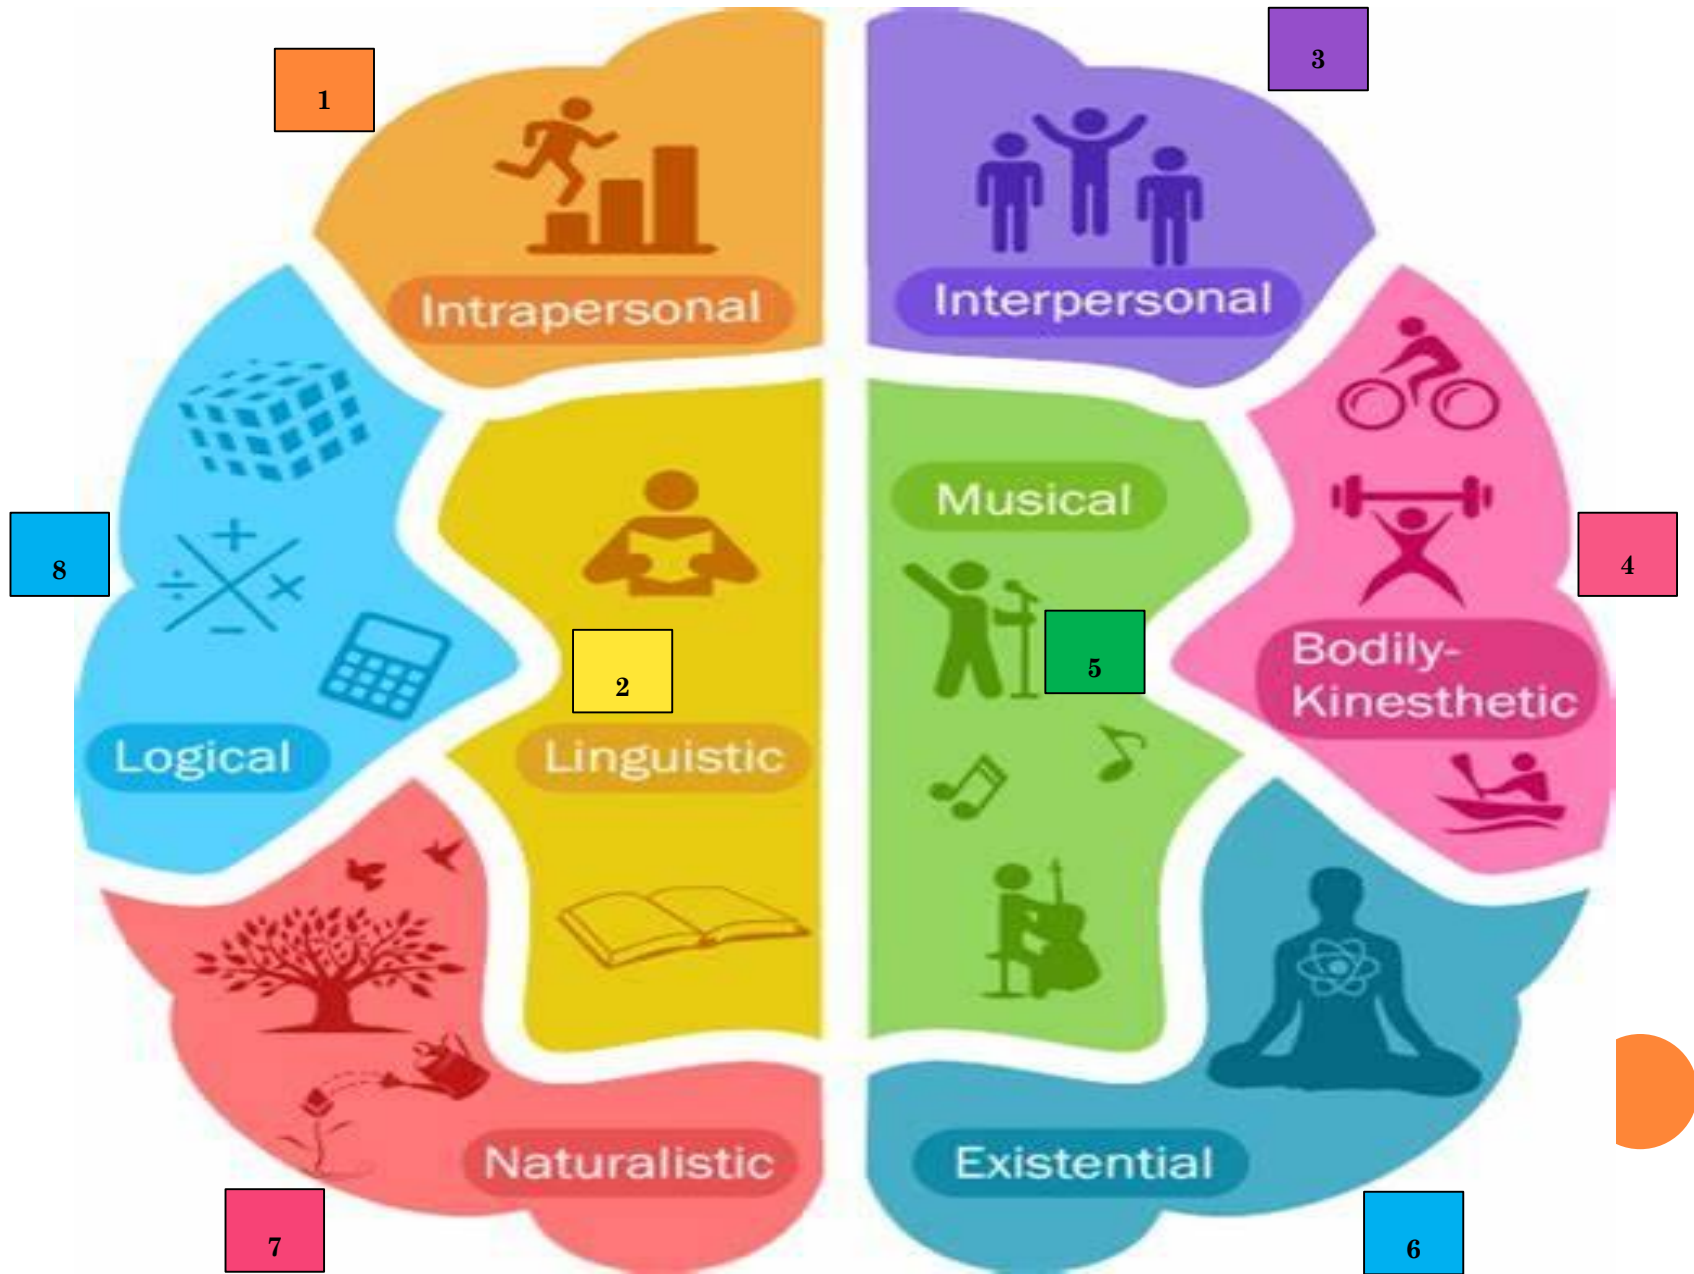 1
3
Intrapersonal
Interpersonal
Musical
8
4
2
5
Bodily-
Kinesthetic
Logical
Linguistic
Naturalistic
Existential
7
6